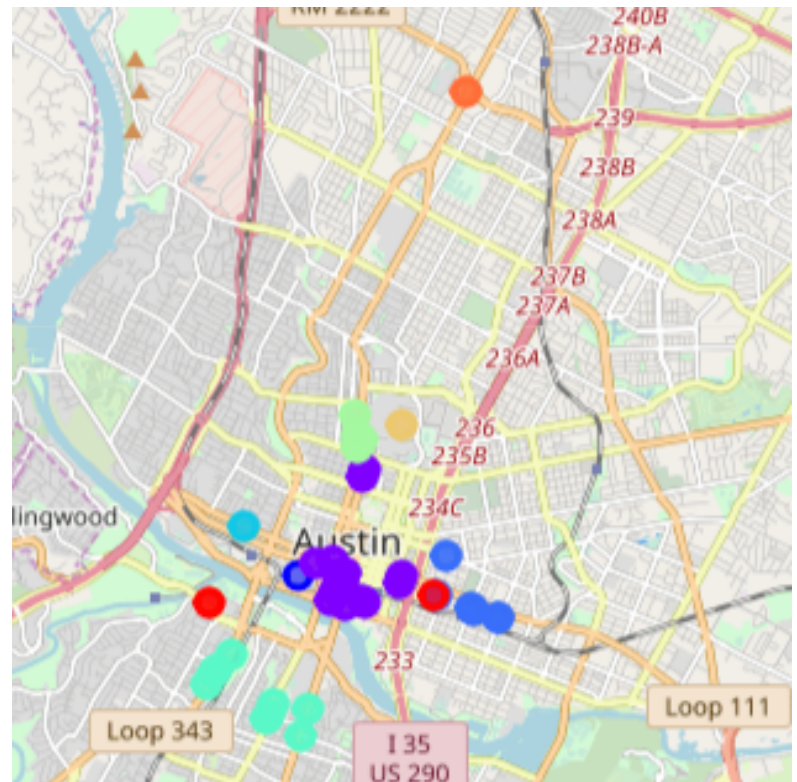 RM 2222
240B
238B-A
239
238B
238A
237B
237A
236A
236
235B
234C
lingwood
Austin
233
Loop 111
Loop 343
I 35
US 290